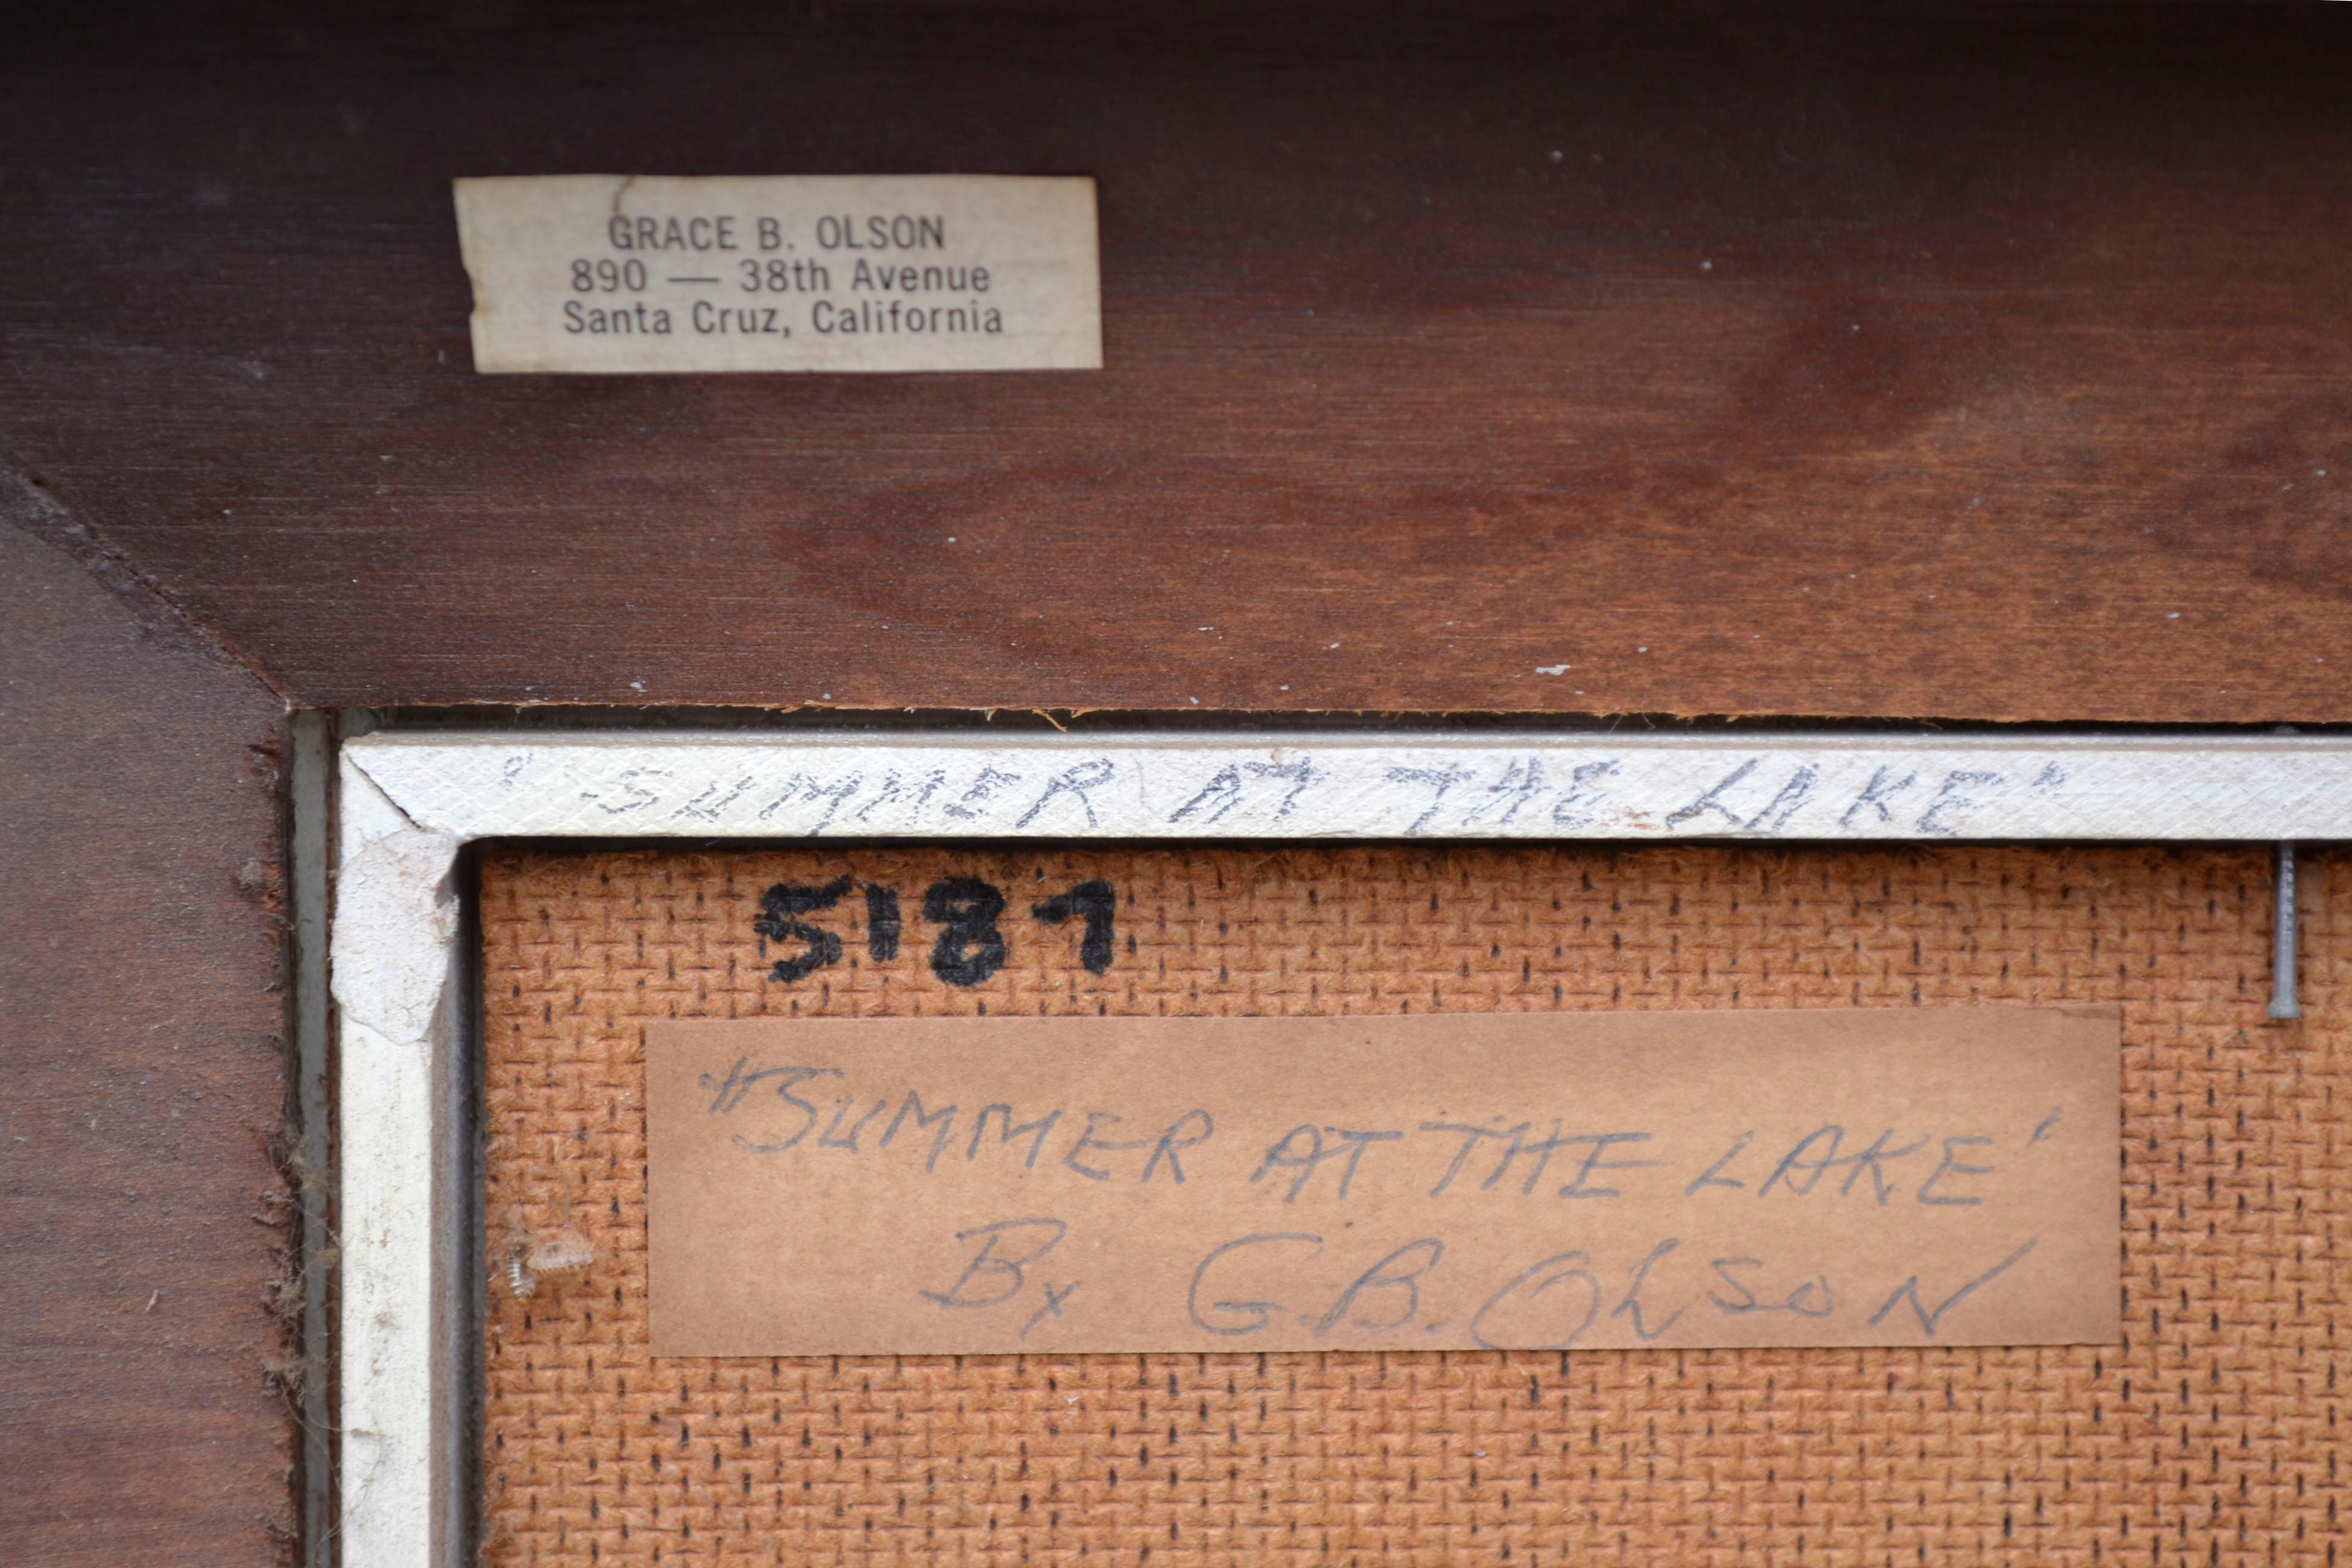 GRACE B. OLSON
890 — 38th Avenue
Santa Cruz, California
"SUMMER AT THE LAKE"
5187
"SUMMER AT THE LAKE'
By G.B. OLSON